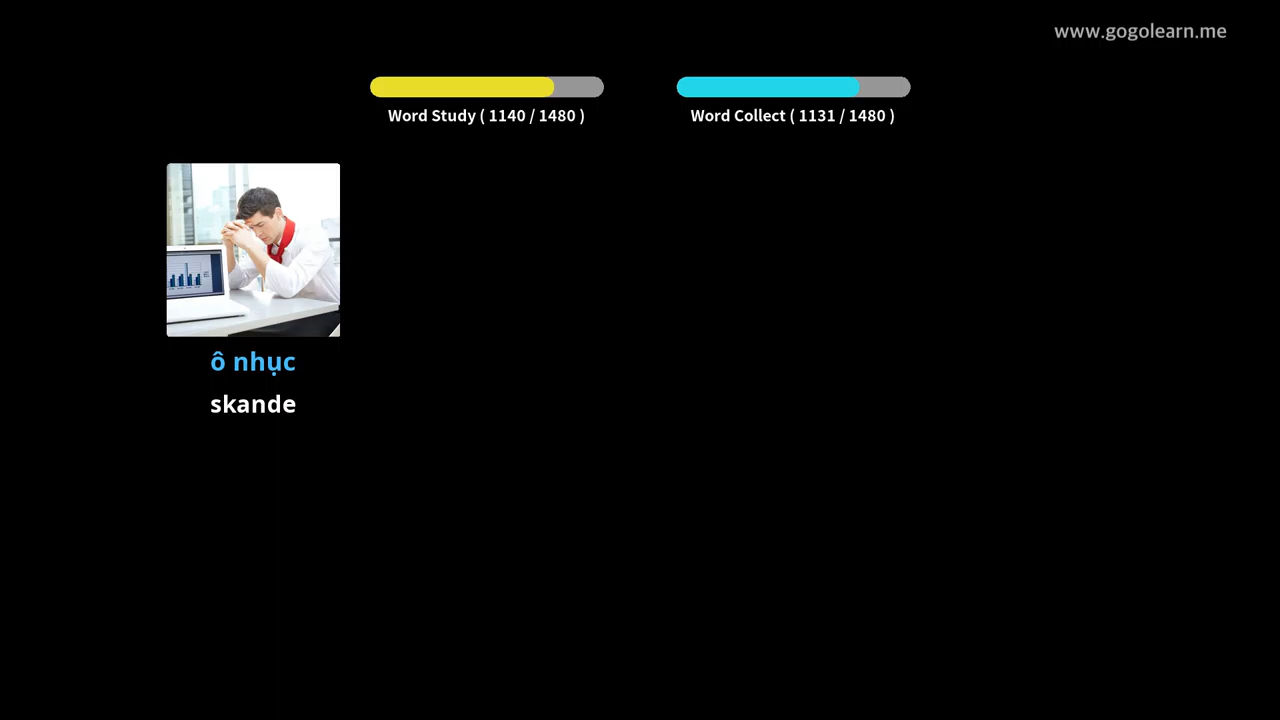 www.gogolearn.me
Word Study ( 1140 / 1480 )
Word Collect ( 1131 / 1480 )
ô nhục
skande